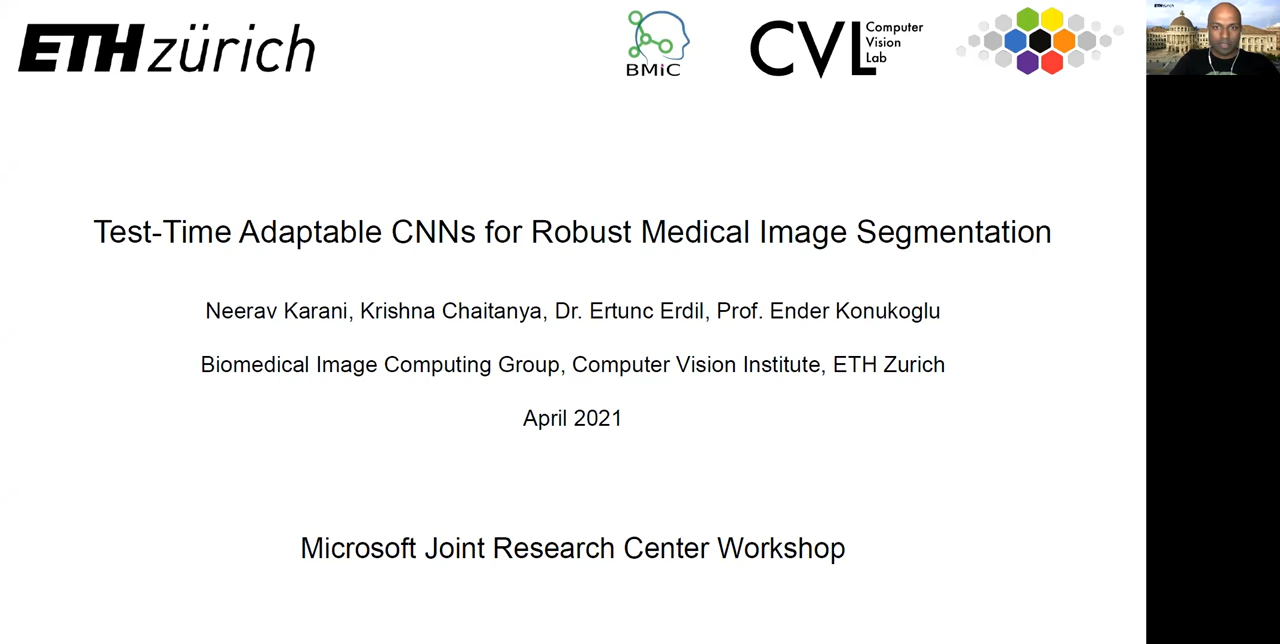 ETH zürich
BMiC
CVL
Computer
Vision
Lab
ETH zürich
Test-Time Adaptable CNNs for Robust Medical Image Segmentation
Neerav Karani, Krishna Chaitanya, Dr. Ertunc Erdil, Prof. Ender Konukoglu
Biomedical Image Computing Group, Computer Vision Institute, ETH Zurich
April 2021
Microsoft Joint Research Center Workshop